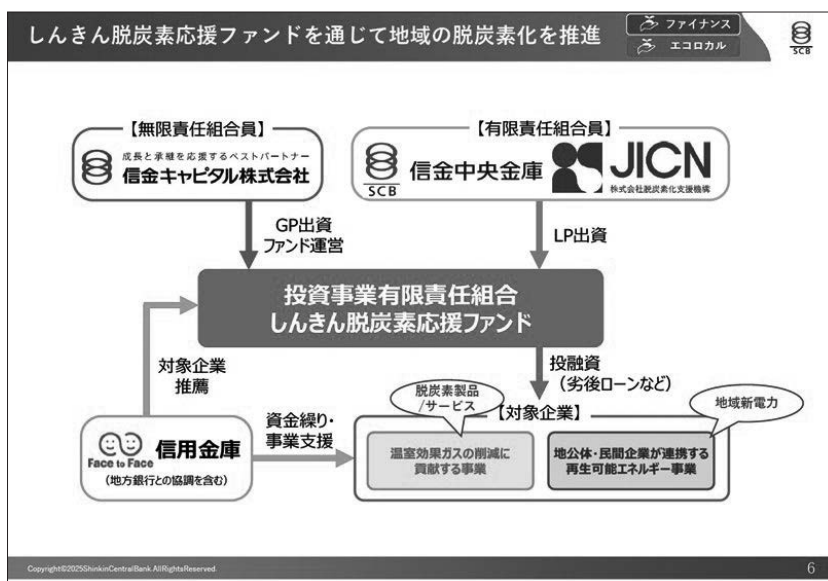 しんきん脱炭素応援ファンドを通じて地域の脱炭素化を推進
ファイナンス
エコロカル
SCB
【無限責任組合員】
成長と承継を応援するベストパートナー
信金キャピタル株式会社
【有限責任組合員】
SCB
信金中央金庫
JICN
株式会社脱炭素化支援機構
GP出資
ファンド運営
LP出資
投資事業有限責任組合
しんきん脱炭素応援ファンド
対象企業
推薦
投融資
(劣後ローンなど)
脱炭素製品
/サービス
地域新電力
【対象企業】
Face to Face
信用金庫
(地方銀行との協調を含む)
資金繰り・
事業支援
温室効果ガスの削減に
貢献する事業
地公体・民間企業が連携する
再生可能エネルギー事業
Copyright©2025ShinkinCentralBank.AllRightsReserved.
6